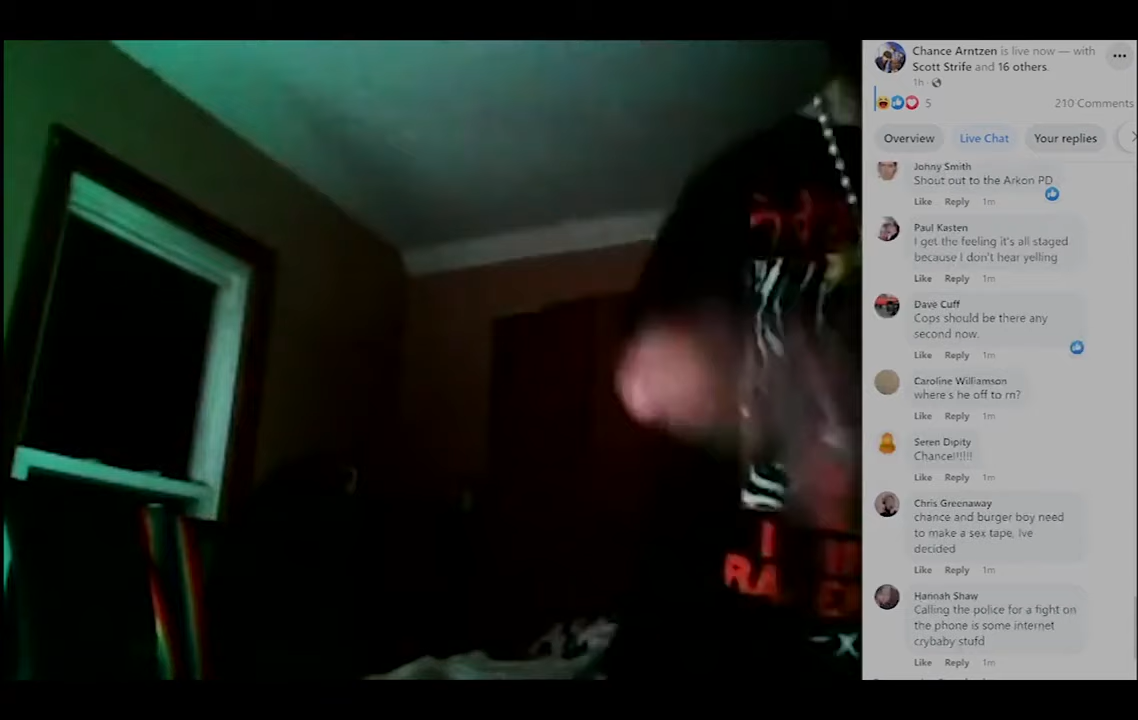 Chance Arntzen is live now — with
Scott Strife and 16 others.
1h
5
210 Comments
Overview
Live Chat
Your replies
Johny Smith
Shout out to the Arkon PD
Like Reply 1m
Paul Kasten
I get the feeling it's all staged
because I don't hear yelling
Like Reply 1m
Dave Cuff
Cops should be there any
second now.
Like Reply 1m
Caroline Williamson
where's he off to rn?
Like Reply 1m
Seren Dipity
Chance!!!!!!
Like Reply 1m
Chris Greenaway
chance and burger boy need
to make a sex tape, Ive
decided
Like Reply 1m
Hannah Shaw
Calling the police for a fight on
the phone is some internet
crybaby stufd
Like Reply 1m
RA